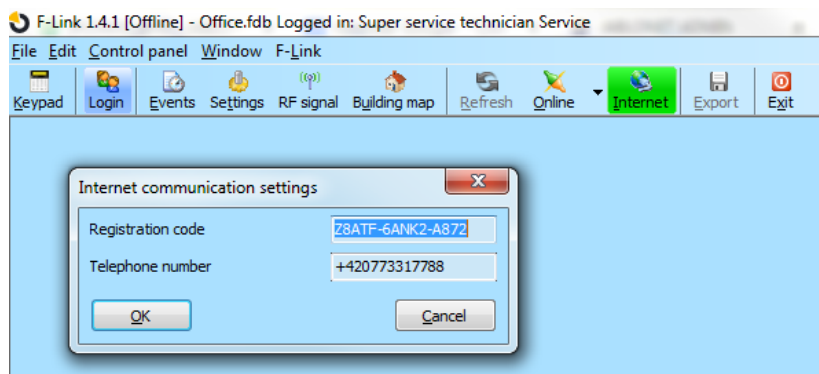 F-Link 1.4.1 [Offline] - Office.fdb Logged in: Super service technician Service
File Edit Control panel Window F-Link
Keypad Login Events Settings RF signal Building map Refresh Online Internet Export Exit
Internet communication settings
Registration code Z8ATF-6ANK2-A872
Telephone number +420773317788
OK Cancel